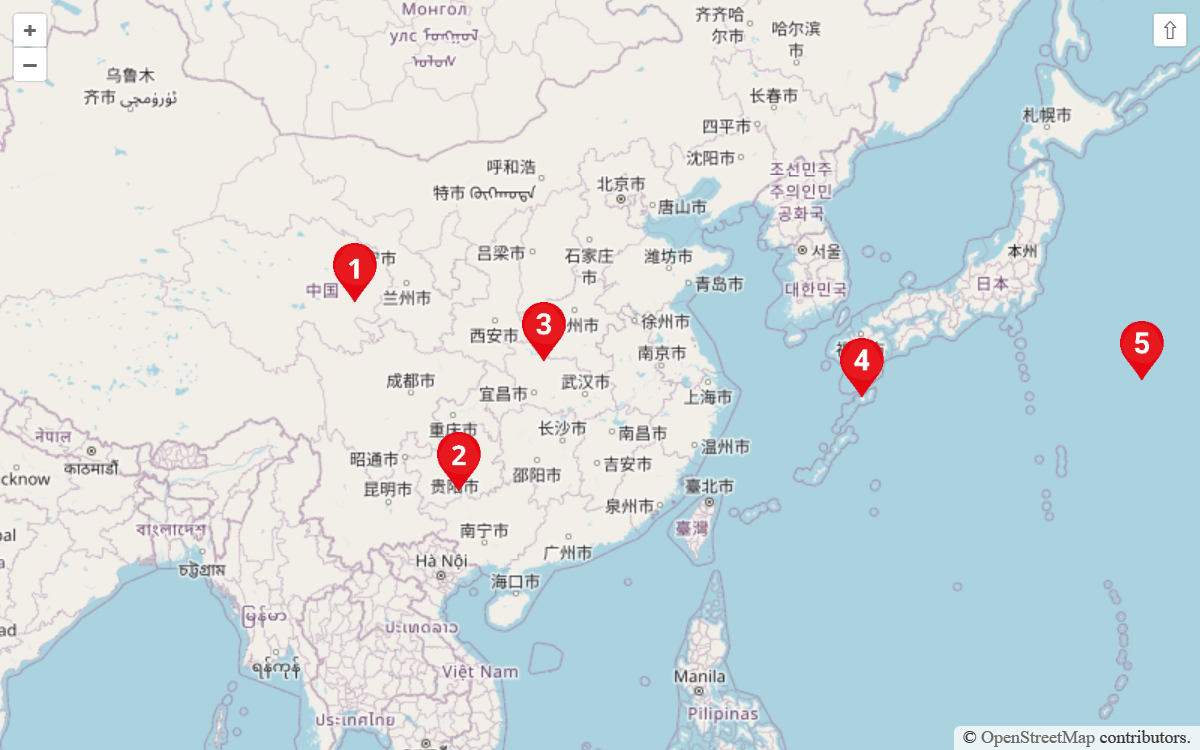 Монгол
улс
齐齐哈
尔市
哈尔滨
市
+
⇧
−
乌鲁木
齐市 ئۈرۈمچى
长春市
四平市
札幌市
沈阳市
呼和浩
特市
조선민주
주의인민
공화국
北京市
唐山市
서울
本州
吕梁市
石家庄
市
潍坊市
日本
1
市
中国
兰州市
青岛市
대한민국
3
州市
徐州市
西安市
南京市
4
5
成都市
宜昌市
武汉市
上海市
नेपाल
काठमाडौं
cknow
重庆市
长沙市
南昌市
温州市
2
昭通市
昆明市
邵阳市
吉安市
臺北市
泉州市
বাংলাদেশ
চট্টগ্রাম
南宁市
臺灣
广州市
Hà Nội
海口市
မြန်မာ
ປະເທດລາວ
ရန်ကုန်
Việt Nam
Manila
Pilipinas
ประเทศไทย
© OpenStreetMap contributors.